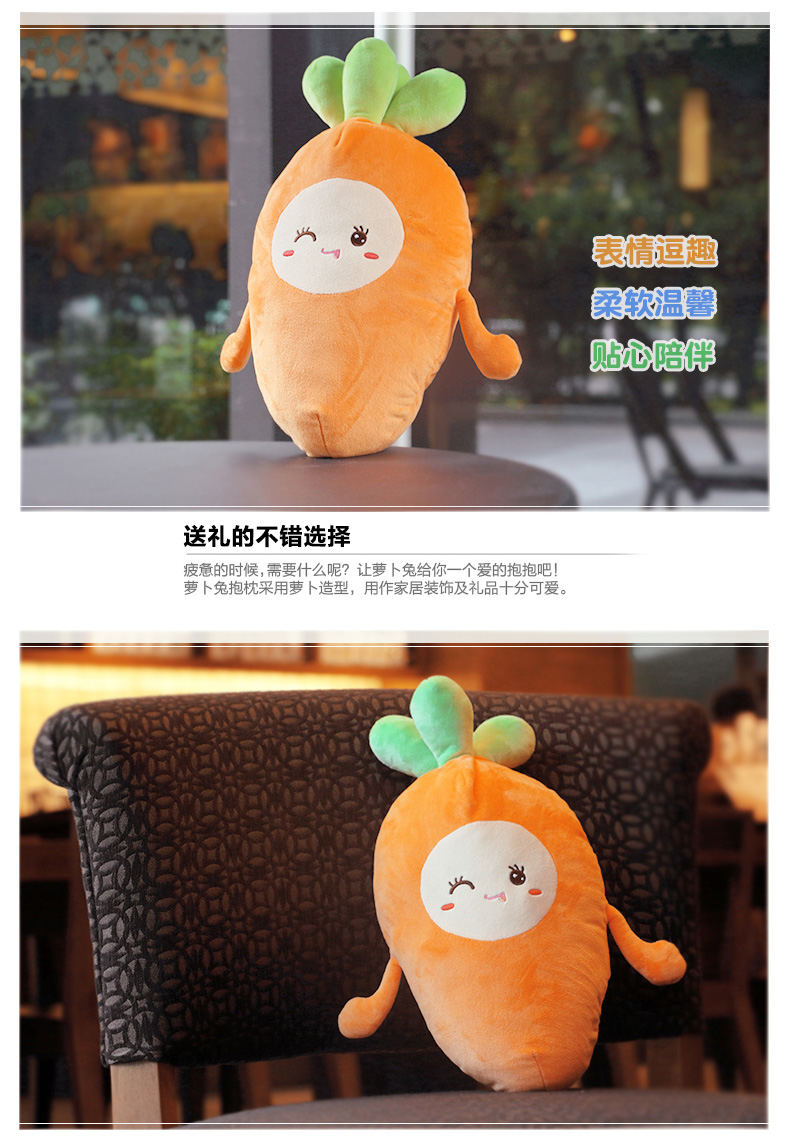 表情逗趣
柔软温馨
贴心陪伴
送礼的不错选择
疲惫的时候，需要什么呢？让萝卜兔给你一个爱的抱抱吧！
萝卜兔抱枕采用萝卜造型，用作家居装饰及礼品十分可爱。